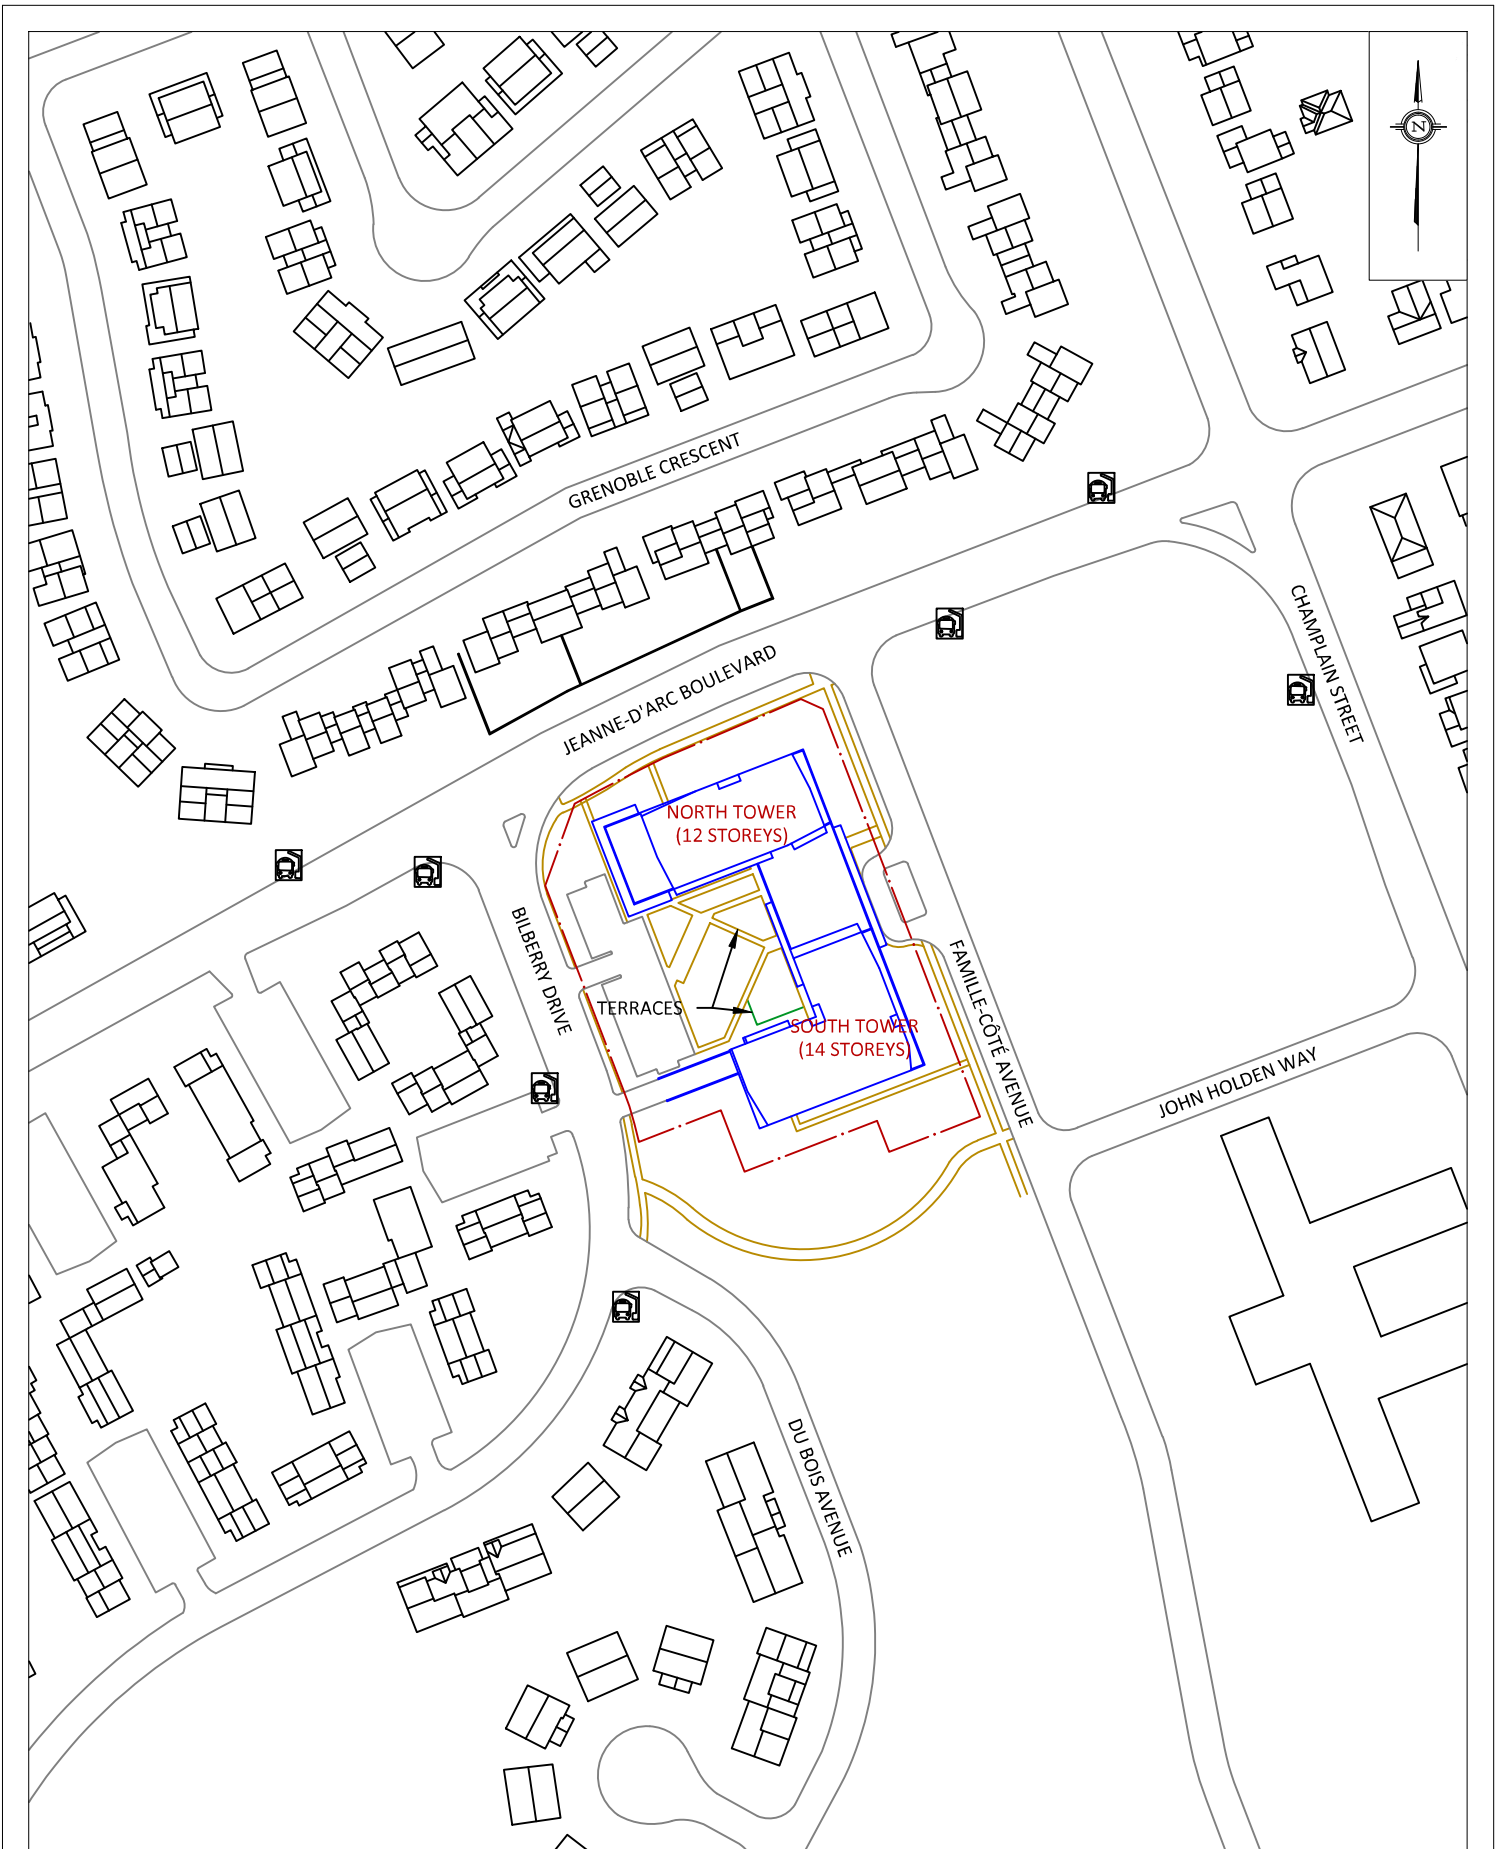 N
GRENOBLE CRESCENT
CHAMPLAIN STREET
JEANNE-D'ARC BOULEVARD
NORTH TOWER
(12 STOREYS)
BILBERRY DRIVE
FAMILLE-CÔTÉ AVENUE
TERRACES
SOUTH TOWER
(14 STOREYS)
JOHN HOLDEN WAY
DU BOIS AVENUE